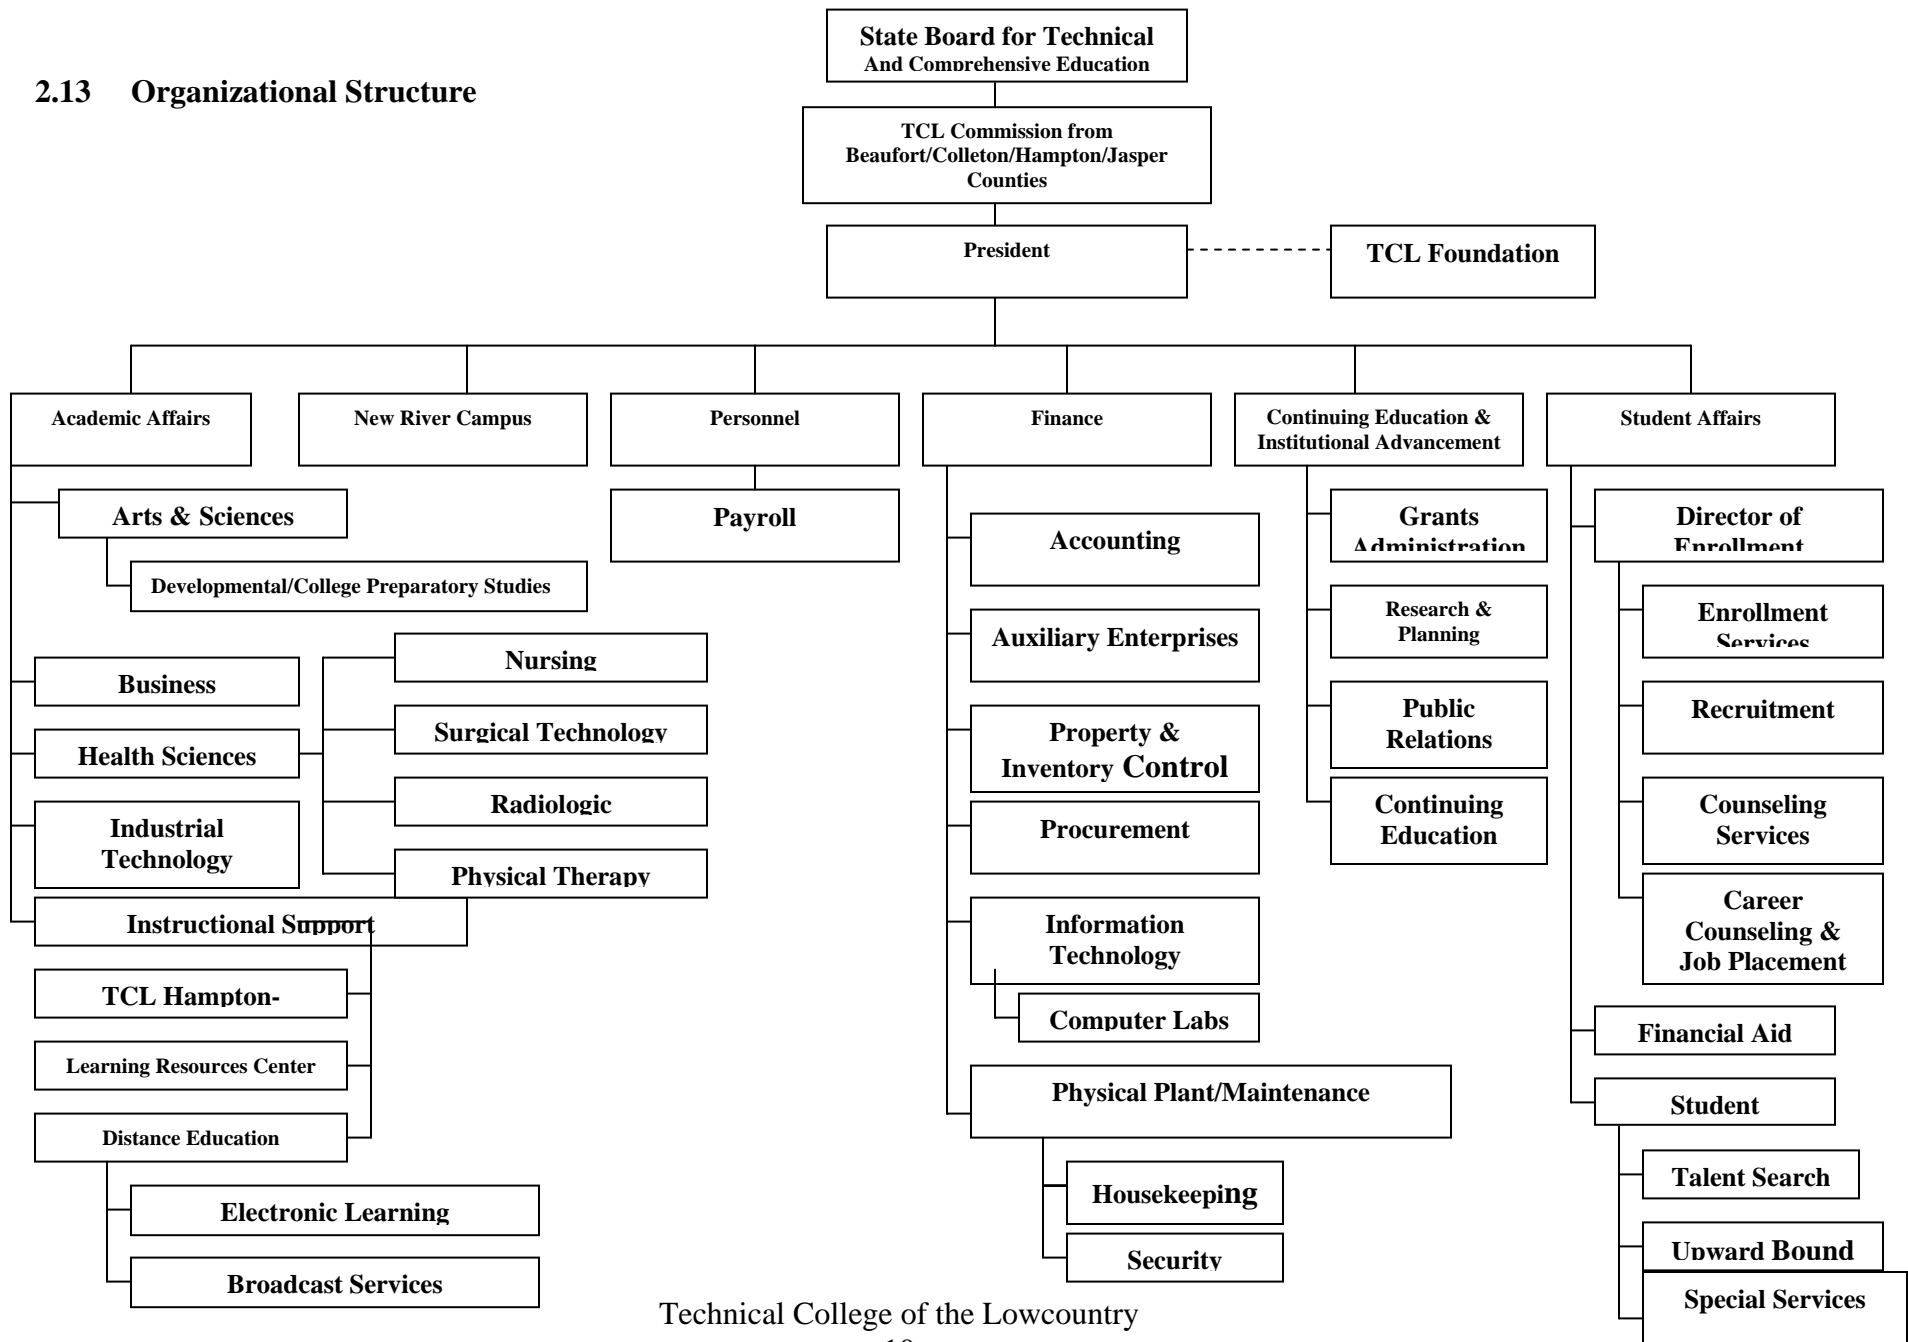 State Board for Technical
And Comprehensive Education
2.13 Organizational Structure
TCL Commission from
Beaufort/Colleton/Hampton/Jasper
Counties
President
TCL Foundation
Academic Affairs
New River Campus
Personnel
Finance
Continuing Education &
Institutional Advancement
Student Affairs
Arts & Sciences
Developmental/College Preparatory Studies
Business
Health Sciences
Industrial
Technology
Nursing
Surgical Technology
Radiologic
Physical Therapy
Instructional Support
TCL Hampton-
Learning Resources Center
Distance Education
Electronic Learning
Broadcast Services
Payroll
Accounting
Auxiliary Enterprises
Property &
Inventory Control
Procurement
Information
Technology
Computer Labs
Physical Plant/Maintenance
Housekeeping
Security
Grants
Administration
Research &
Planning
Public
Relations
Continuing
Education
Director of
Enrollment
Enrollment
Services
Recruitment
Counseling
Services
Career
Counseling &
Job Placement
Financial Aid
Student
Talent Search
Upward Bound
Special Services
Technical College of the Lowcountry